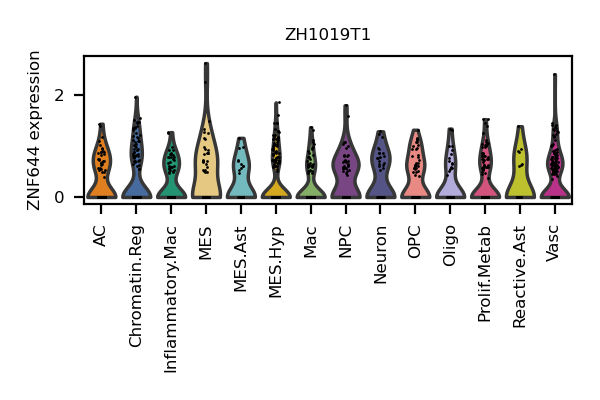 ZH1019T1
ZNF644 expression
2
0
AC
Chromatin.Reg
Inflammatory.Mac
MES
MES.Ast
MES.Hyp
Mac
NPC
Neuron
OPC
Oligo
Prolif.Metab
Reactive.Ast
Vasc